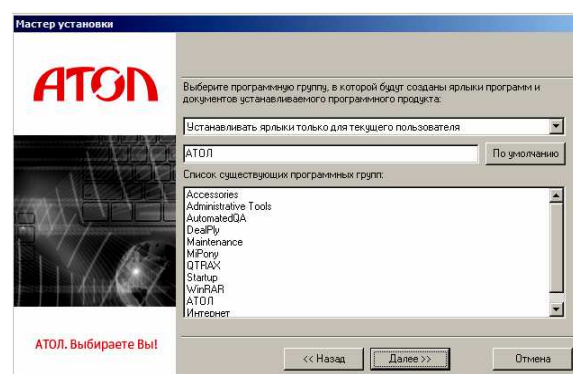 Мастер установки
АТОЛ
Выберите программную группу, в которой будут созданы ярлыки программ и
документов устанавливаемого программного продукта:
Устанавливать ярлыки только для текущего пользователя
АТОЛ
По умолчанию
Список существующих программных групп:
Accessories
Administrative Tools
AutomatedQA
DealPly
Maintenance
MiPony
QTRAX
Startup
WinRAR
АТОЛ
Интернет
АТОЛ. Выбираете Вы!
<< Назад
Далее >>
Отмена